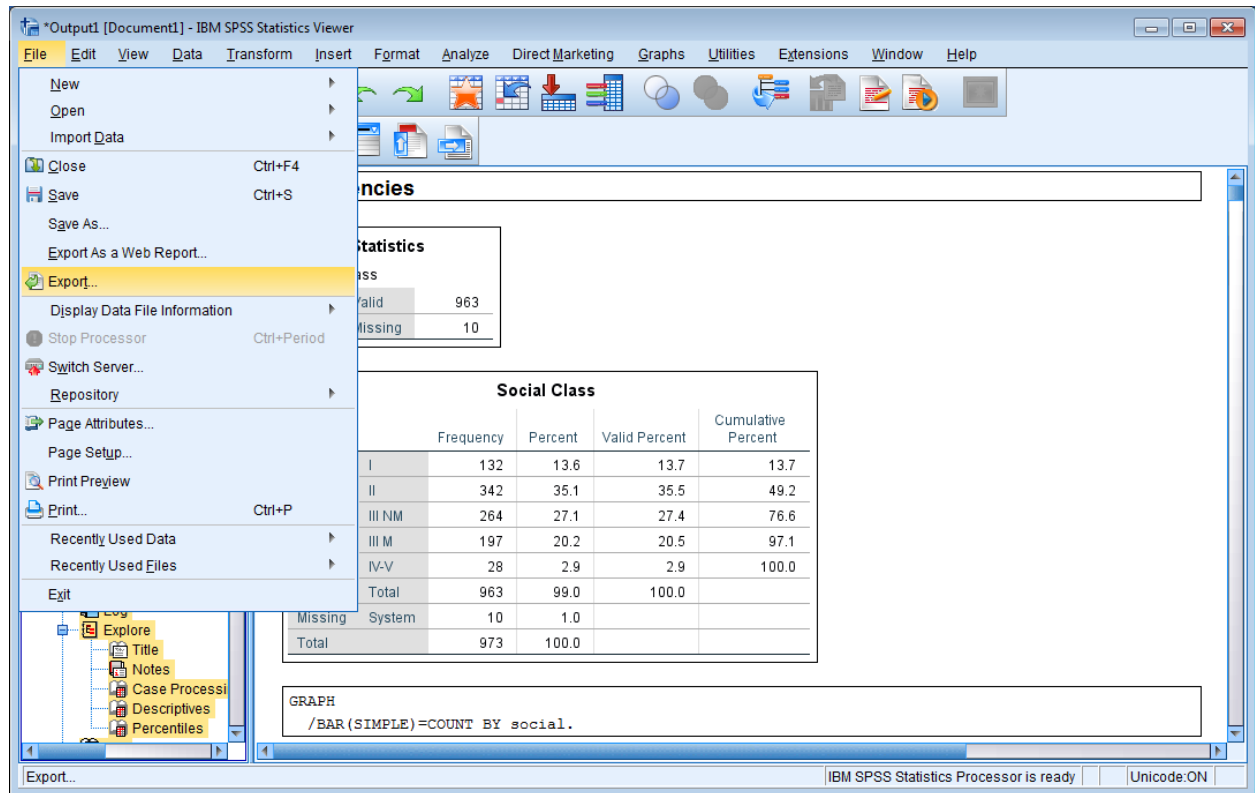 *Output1 [Document1] - IBM SPSS Statistics Viewer
File Edit View Data Transform Insert Format Analyze Direct Marketing Graphs Utilities Extensions Window Help
New
Open
Import Data
Close Ctrl+F4
Save Ctrl+S
Save As...
Export As a Web Report...
Export...
Display Data File Information
Stop Processor Ctrl+Period
Switch Server...
Repository
Page Attributes...
Page Setup...
Print Preview
Print... Ctrl+P
Recently Used Data
Recently Used Files
Exit
Log
Explore
Title
Notes
Case Processi
Descriptives
Percentiles
encies
Statistics
ass
Valid 963
Missing 10
Social Class
Frequency Percent Valid Percent Cumulative Percent
I 132 13.6 13.7 13.7
II 342 35.1 35.5 49.2
III NM 264 27.1 27.4 76.6
III M 197 20.2 20.5 97.1
IV-V 28 2.9 2.9 100.0
Total 963 99.0 100.0
Missing System 10 1.0
Total 973 100.0
GRAPH
/BAR(SIMPLE)=COUNT BY social.
Export... IBM SPSS Statistics Processor is ready Unicode:ON